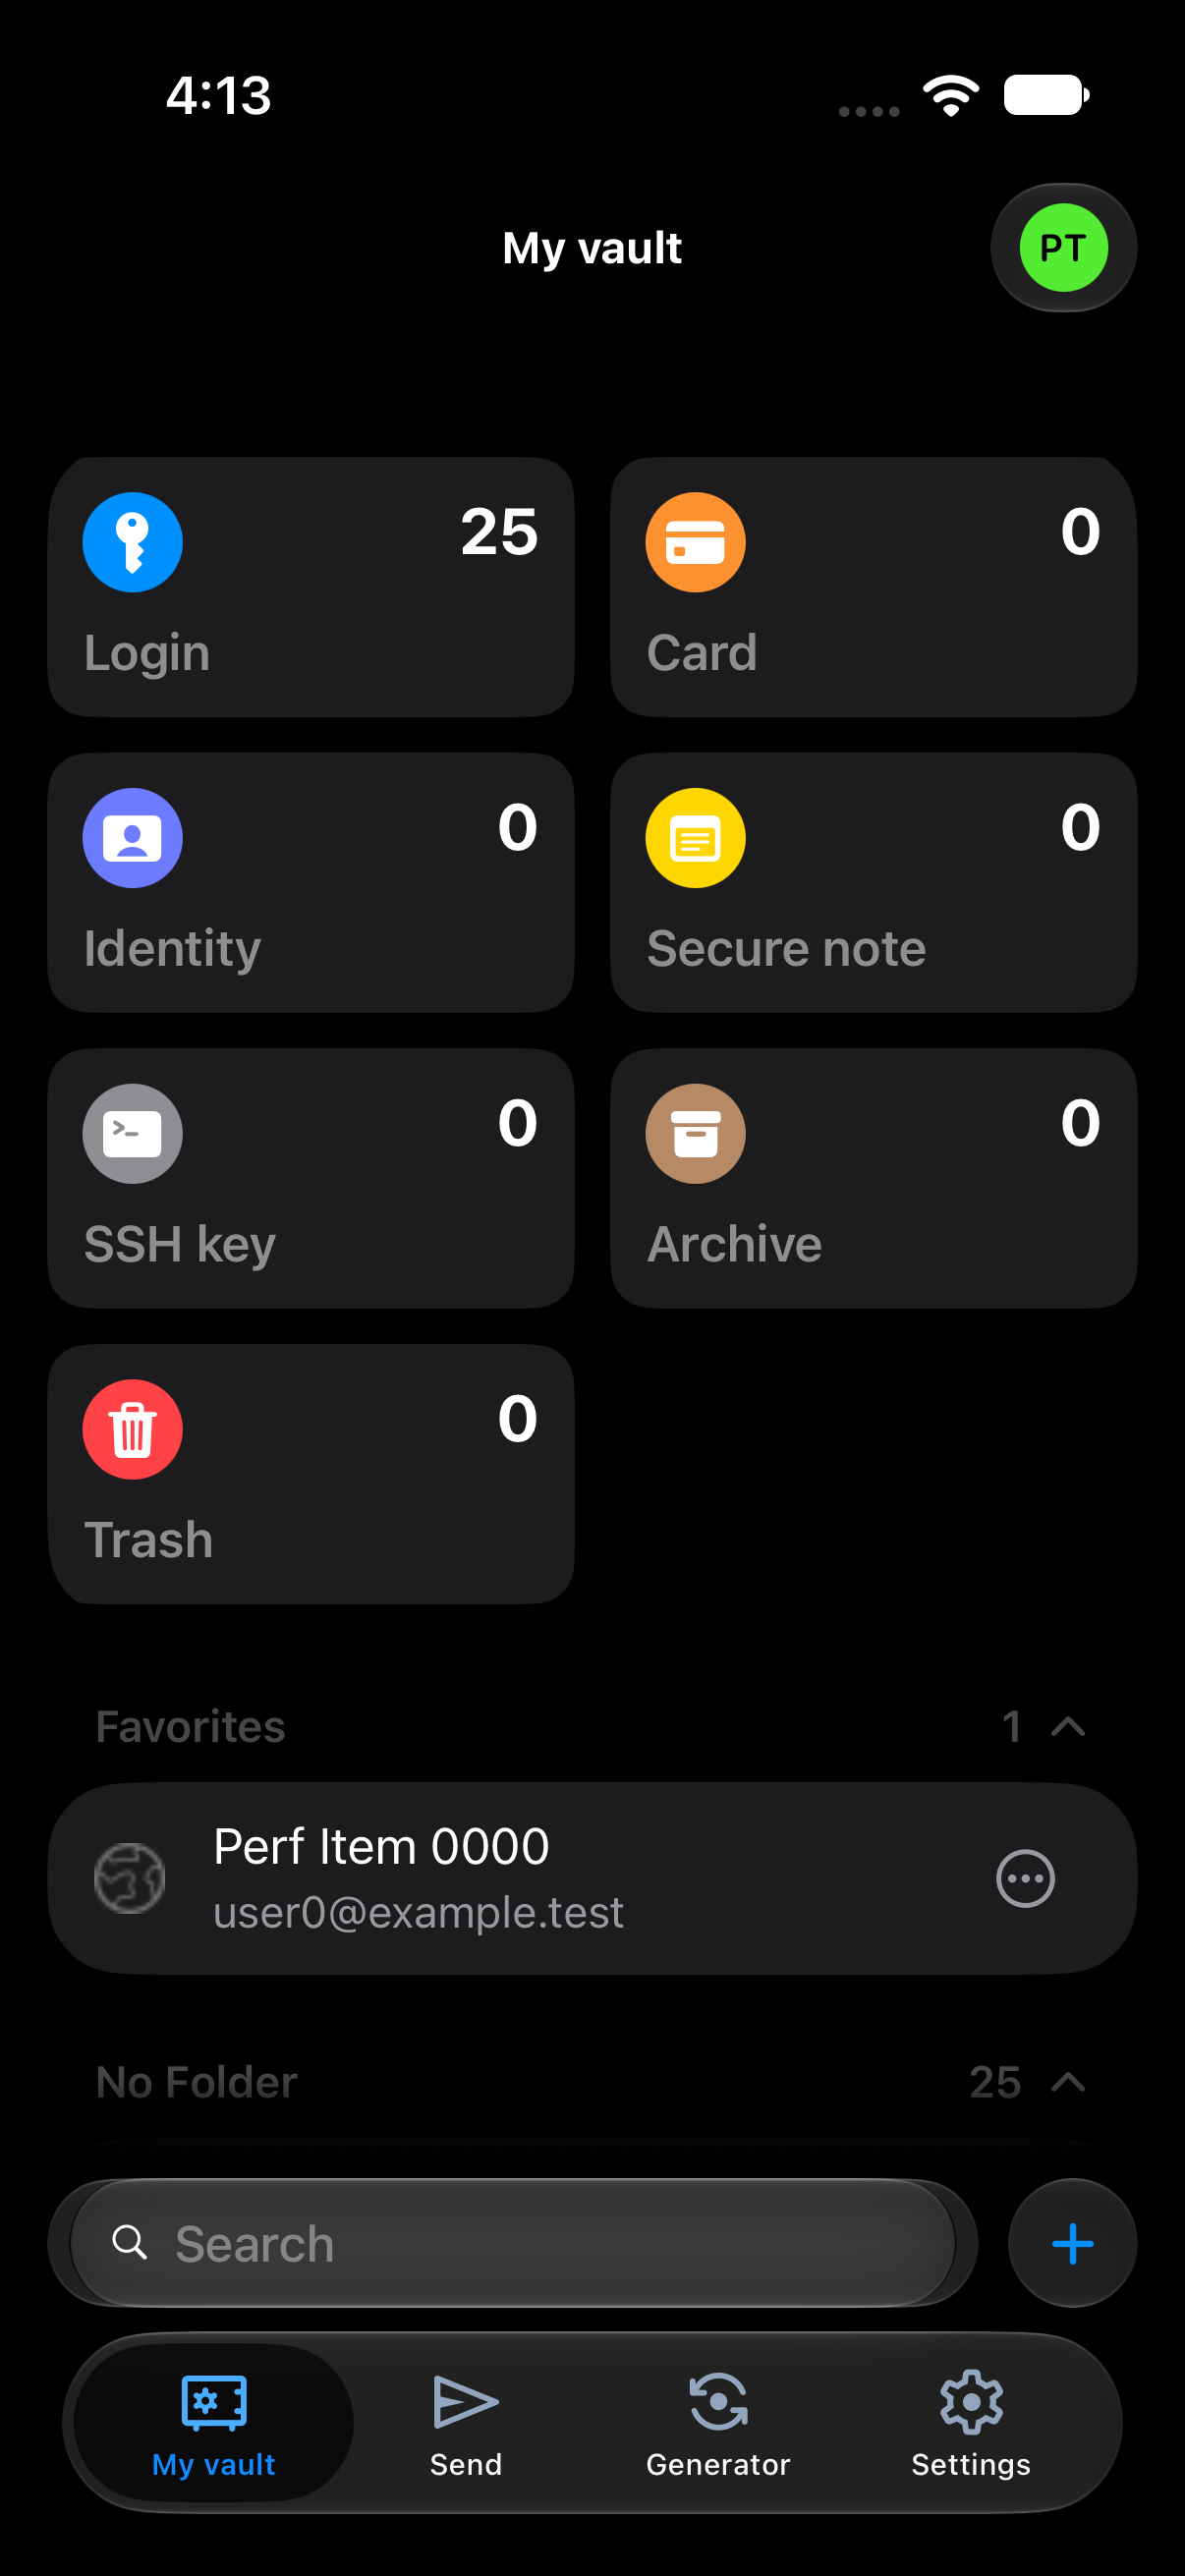 4:13
My vault
PT
25
Login
0
Card
0
Identity
0
Secure note
0
SSH key
0
Archive
0
Trash
Favorites 1
Perf Item 0000
user0@example.test
No Folder 25
Search
My vault
Send
Generator
Settings